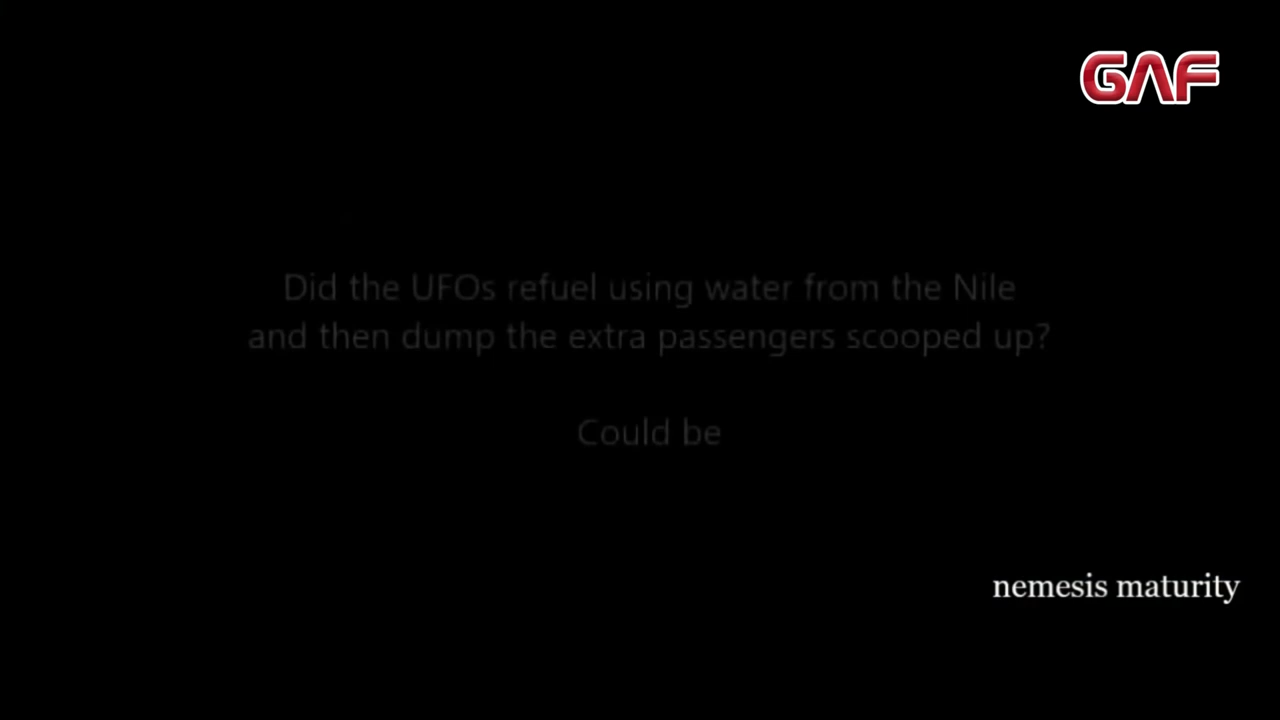 GAF
Did the UFOs refuel using water from the Nile
and then dump the extra passengers scooped up?
Could be
nemesis maturity